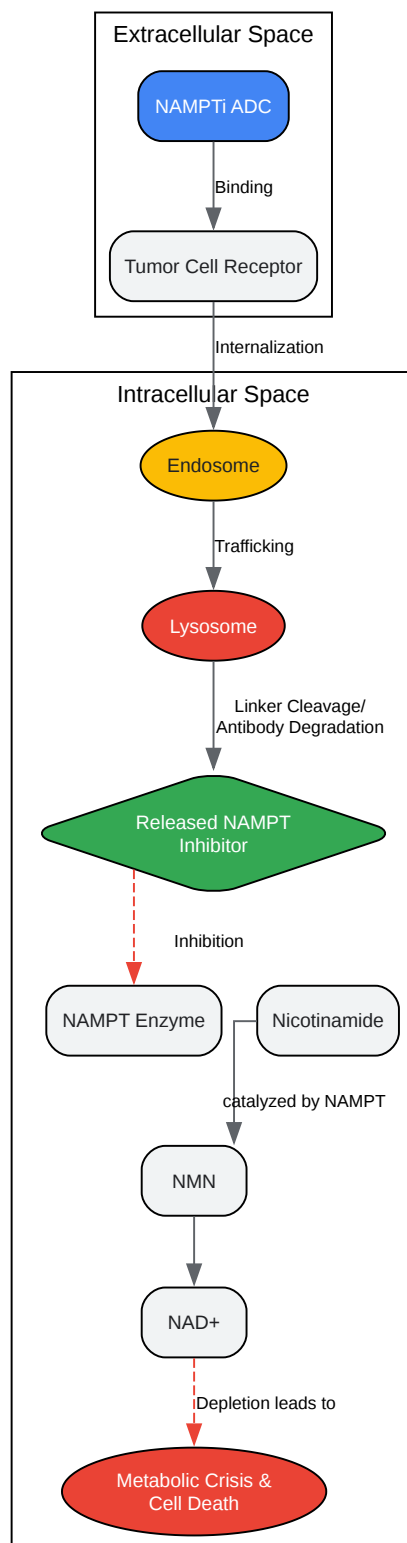 Extracellular Space
NAMPTi ADC
Binding
Tumor Cell Receptor
Internalization
Intracellular Space
Endosome
Trafficking
Lysosome
Linker Cleavage/
Antibody Degradation
Released NAMPT
Inhibitor
Inhibition
NAMPT Enzyme
Nicotinamide
catalyzed by NAMPT
NMN
NAD+
Depletion leads to
Metabolic Crisis &
Cell Death